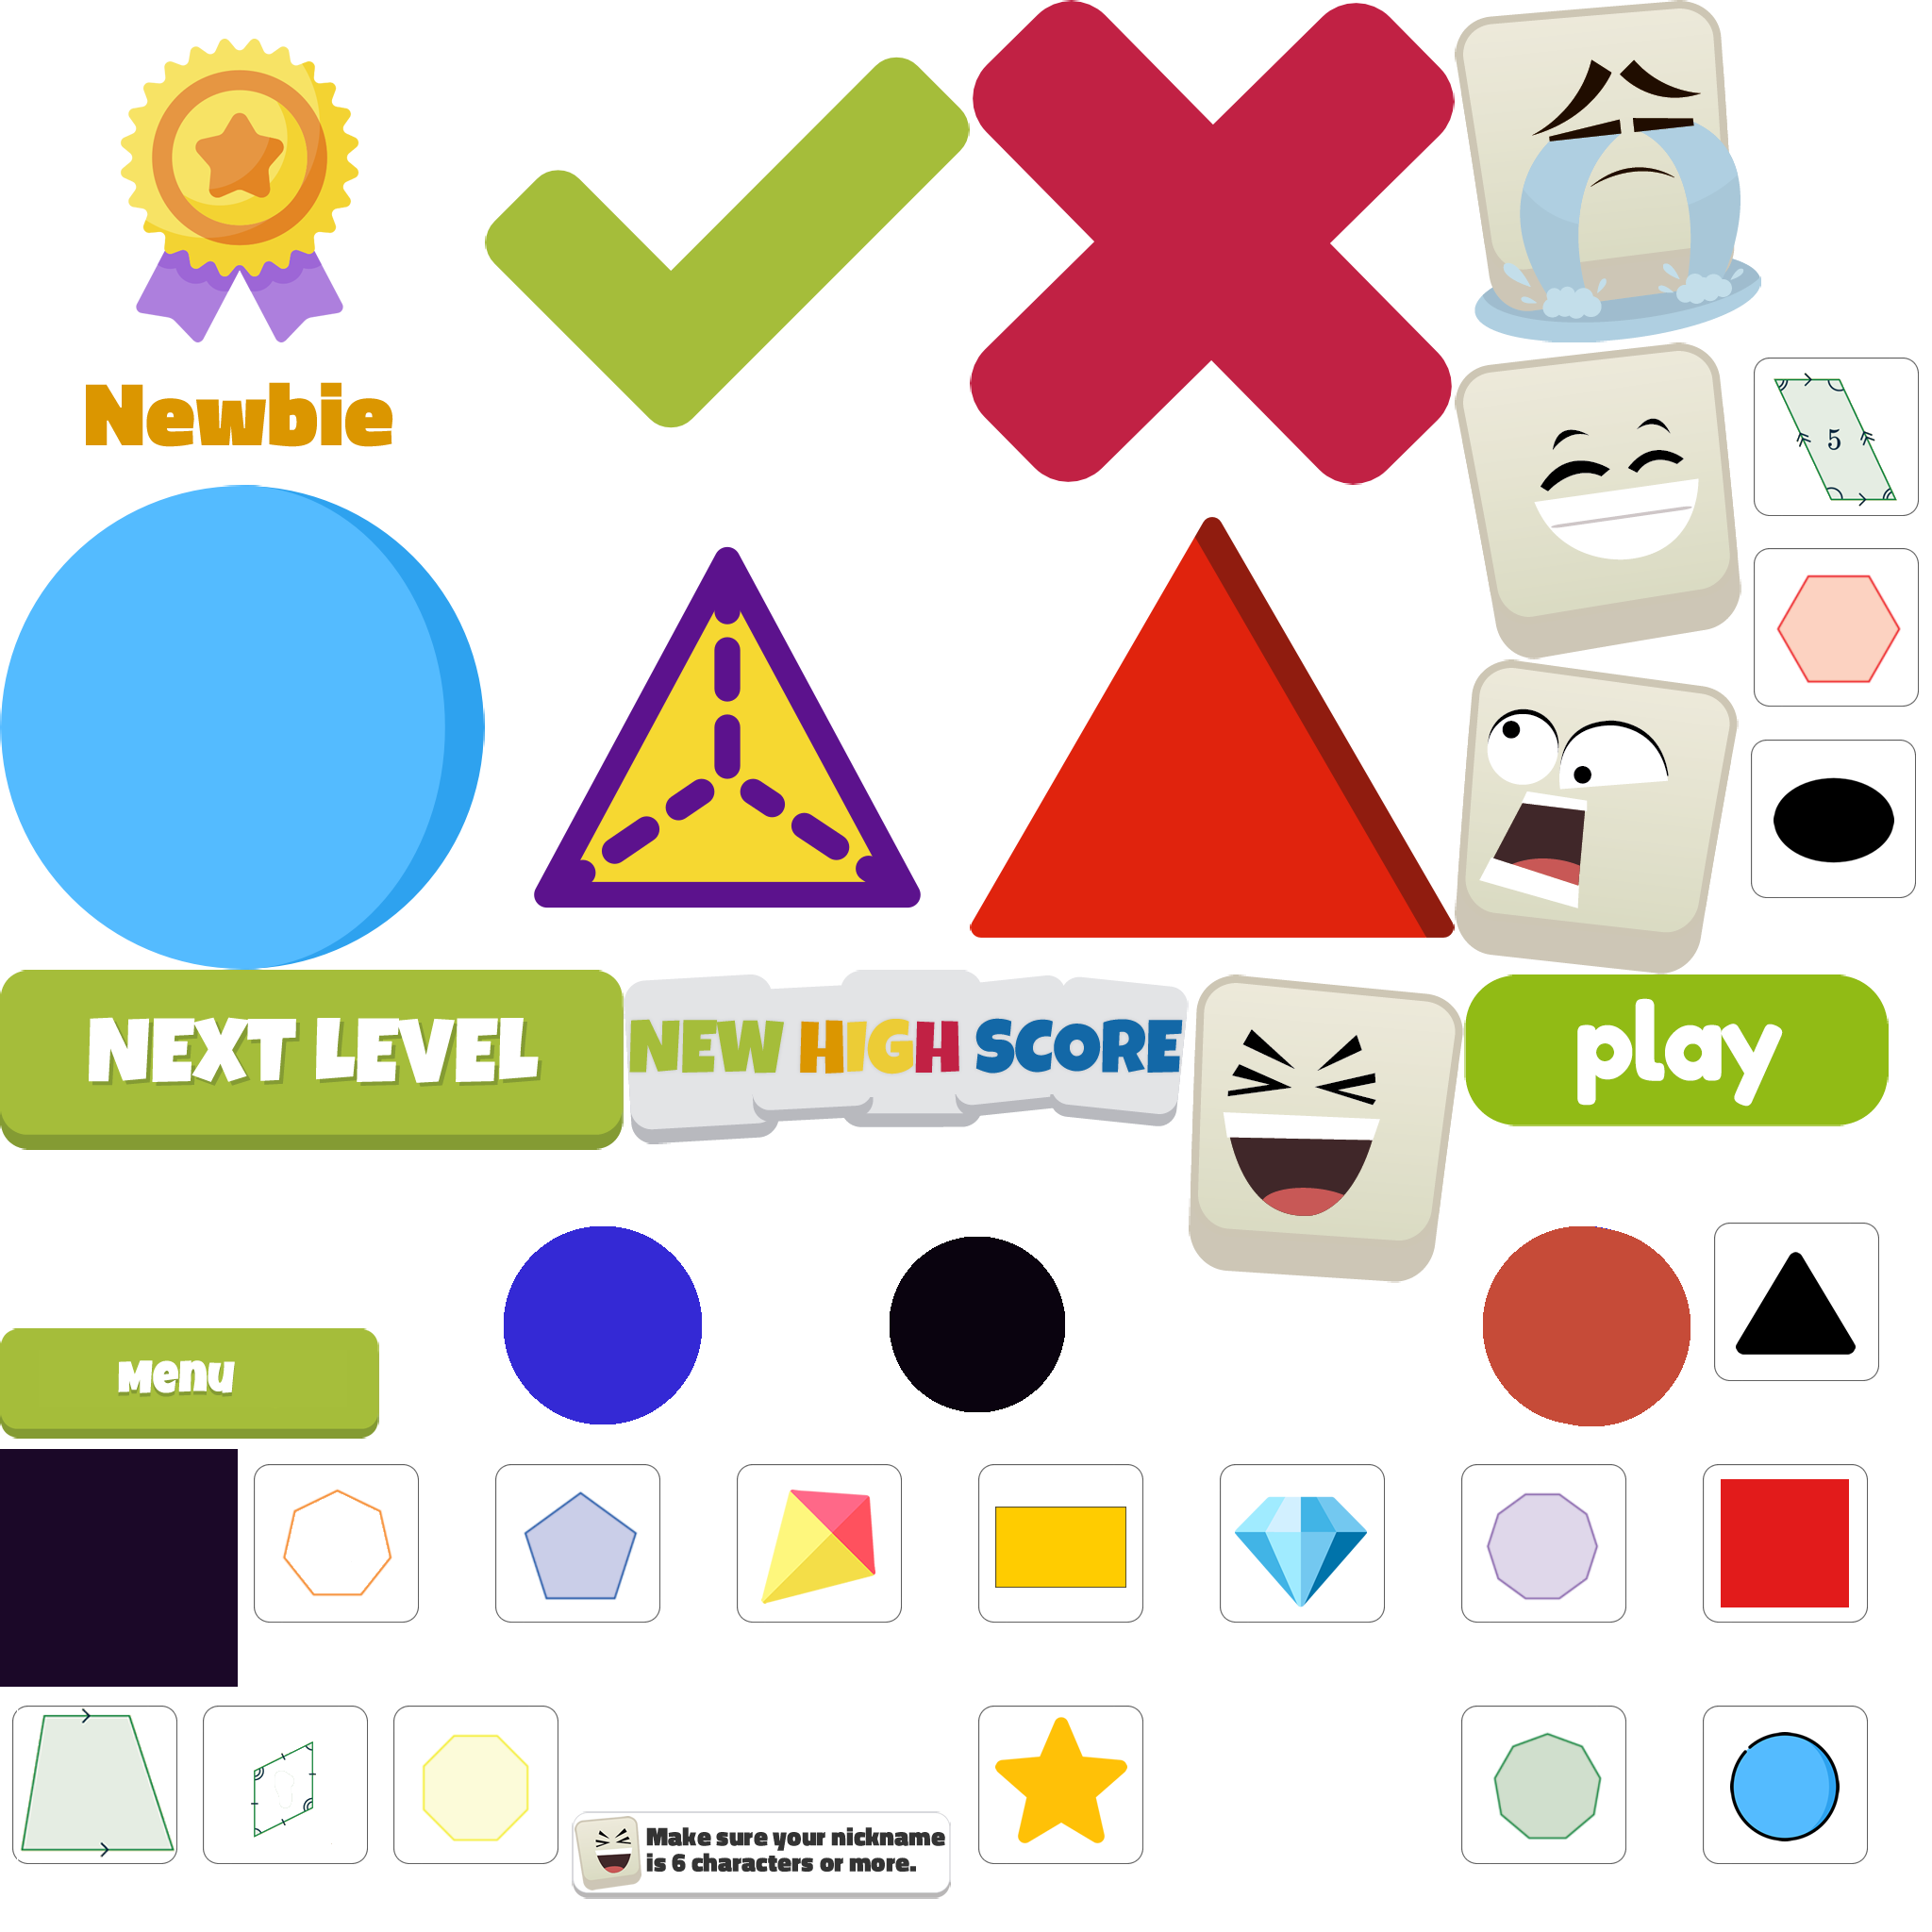 Newbie
5
NEXT LEVEL
NEW HIGH SCORE
play
Menu
Make sure your nickname
is 6 characters or more.